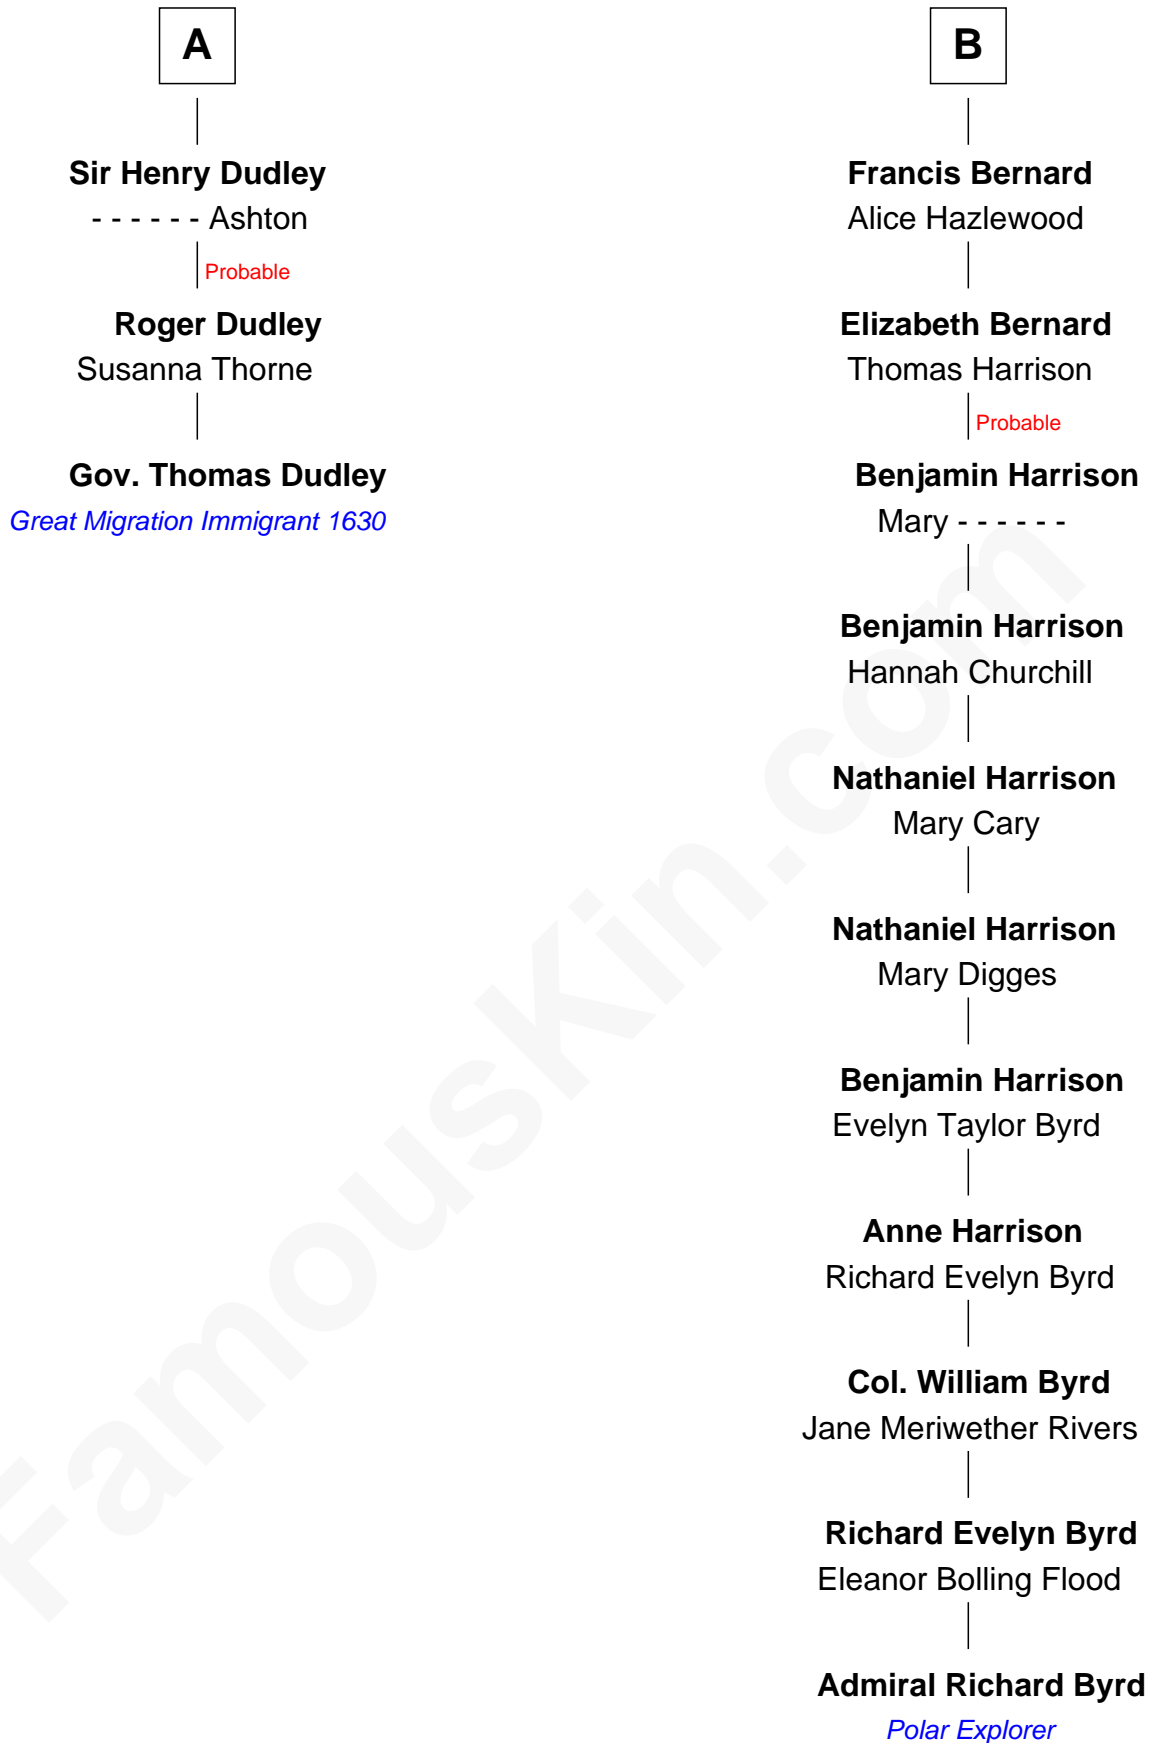 A
Sir Henry Dudley
- - - - - - Ashton
Probable
Roger Dudley
Susanna Thorne
Gov. Thomas Dudley
Great Migration Immigrant 1630
B
Francis Bernard
Alice Hazlewood
Elizabeth Bernard
Thomas Harrison
Probable
Benjamin Harrison
Mary - - - - - -
Benjamin Harrison
Hannah Churchill
Nathaniel Harrison
Mary Cary
Nathaniel Harrison
Mary Digges
Benjamin Harrison
Evelyn Taylor Byrd
Anne Harrison
Richard Evelyn Byrd
Col. William Byrd
Jane Meriwether Rivers
Richard Evelyn Byrd
Eleanor Bolling Flood
Admiral Richard Byrd
Polar Explorer
FamousKin.com